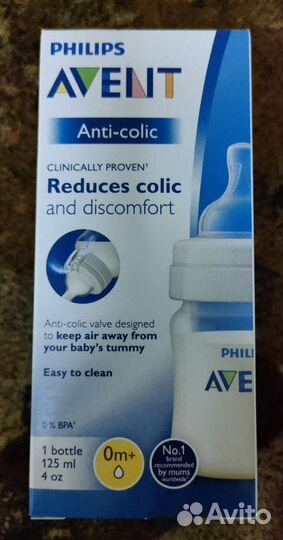 PHILIPS
AVENT
Anti-colic
CLINICALLY PROVEN¹
Reduces colic
and discomfort
Anti-colic valve designed
to keep air away from
your baby's tummy
Easy to clean
0% BPA²
1 bottle
125 ml
4 oz
0m+
No.1
brand
recommended
by mums
worldwide
PHILI
AVE
Avito